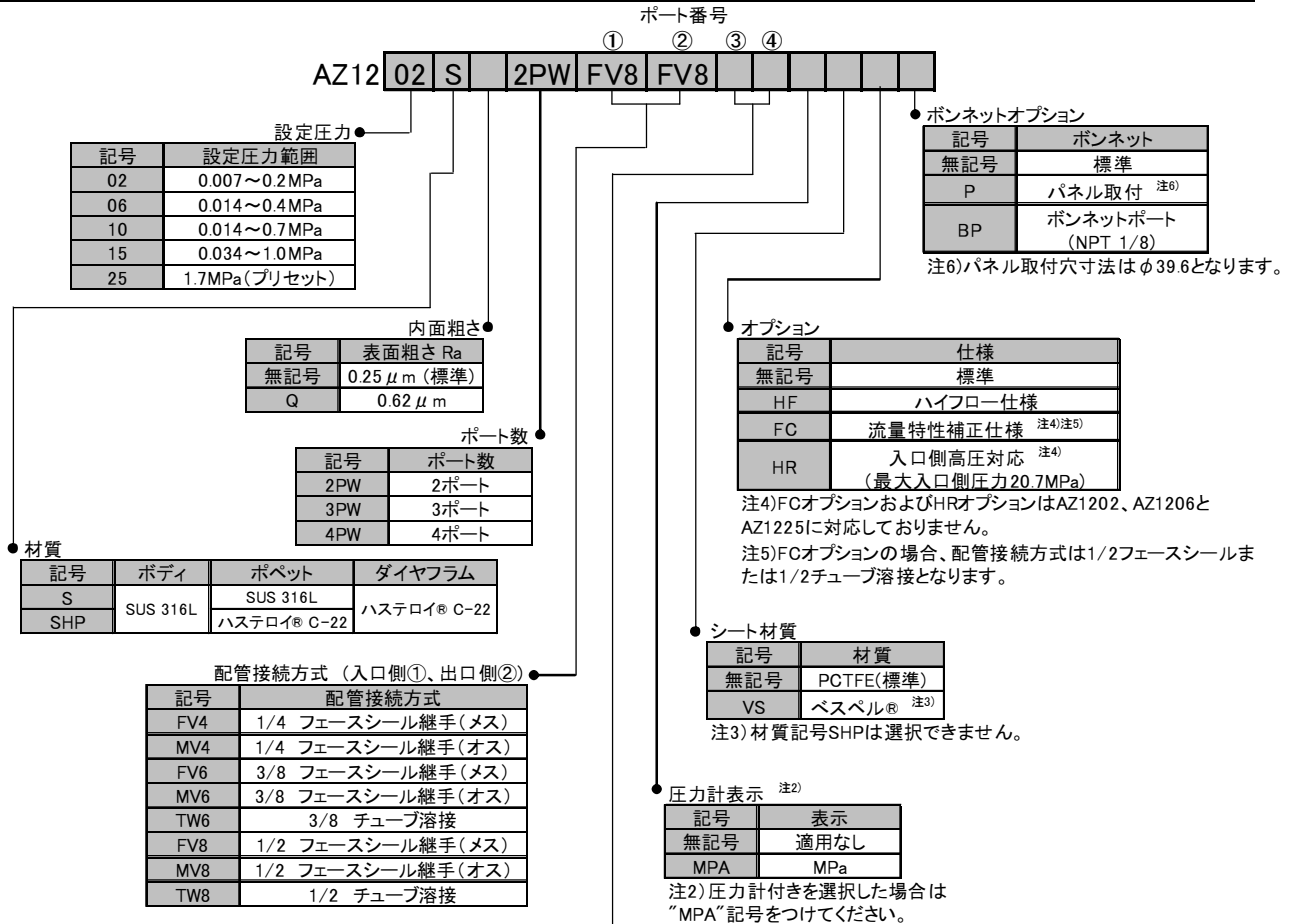 ポート番号
① ② ③ ④
AZ12 02 S 2PW FV8 FV8
設定圧力
記号 設定圧力範囲
02 0.007～0.2MPa
06 0.014～0.4MPa
10 0.014～0.7MPa
15 0.034～1.0MPa
25 1.7MPa(プリセット)
内面粗さ
記号 表面粗さ Ra
無記号 0.25μm (標準)
Q 0.62μm
ポート数
記号 ポート数
2PW 2ポート
3PW 3ポート
4PW 4ポート
材質
記号 ボディ ポペット ダイヤフラム
S SUS 316L SUS 316L ハステロイ® C-22
SHP ハステロイ® C-22
配管接続方式 (入口側①、出口側②)
記号 配管接続方式
FV4 1/4 フェースシール継手(メス)
MV4 1/4 フェースシール継手(オス)
FV6 3/8 フェースシール継手(メス)
MV6 3/8 フェースシール継手(オス)
TW6 3/8 チューブ溶接
FV8 1/2 フェースシール継手(メス)
MV8 1/2 フェースシール継手(オス)
TW8 1/2 チューブ溶接
ボンネットオプション
記号 ボンネット
無記号 標準
P パネル取付 注6)
BP ボンネットポート
(NPT 1/8)
注6)パネル取付穴寸法はφ39.6となります。
オプション
記号 仕様
無記号 標準
HF ハイフロー仕様
FC 流量特性補正仕様 注4)注5)
HR 入口側高圧対応 注4)
(最大入口側圧力20.7MPa)
注4)FCオプションおよびHRオプションはAZ1202、AZ1206と
AZ1225に対応しておりません。
注5)FCオプションの場合、配管接続方式は1/2フェースシールま
たは1/2チューブ溶接となります。
シート材質
記号 材質
無記号 PCTFE(標準)
VS ベスペル® 注3)
注3)材質記号SHPは選択できません。
圧力計表示 注2)
記号 表示
無記号 適用なし
MPA MPa
注2)圧力計付きを選択した場合は
"MPA"記号をつけてください。